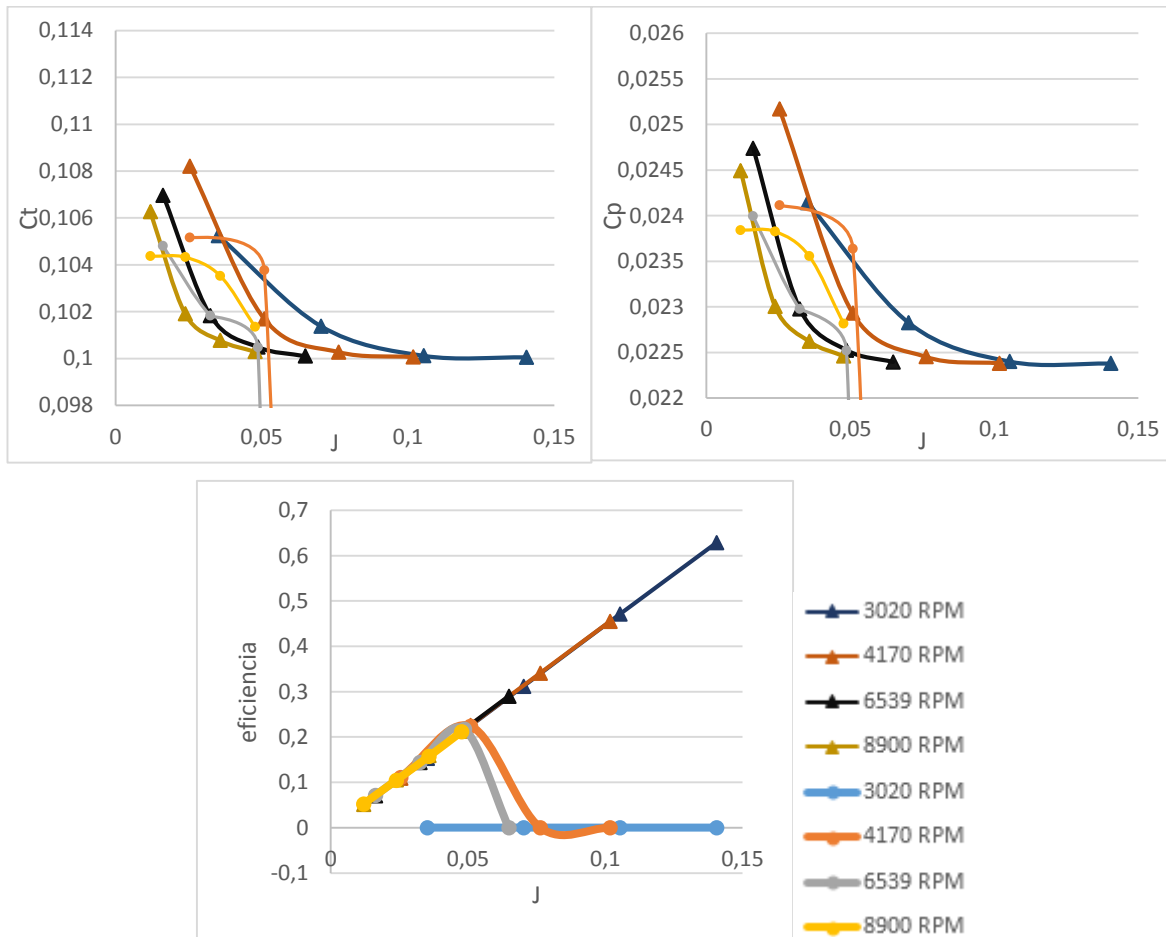 0,114
0,112
0,11
0,108
0,106
0,104
0,102
0,1
0,098
Ct
0
0,05
0,1
0,15
J
0,026
0,0255
0,025
0,0245
0,024
0,0235
0,023
0,0225
0,022
Cp
0
0,05
0,1
0,15
J
0,7
0,6
0,5
0,4
0,3
0,2
0,1
0
-0,1
eficiencia
0
0,05
0,1
0,15
J
3020 RPM
4170 RPM
6539 RPM
8900 RPM
3020 RPM
4170 RPM
6539 RPM
8900 RPM